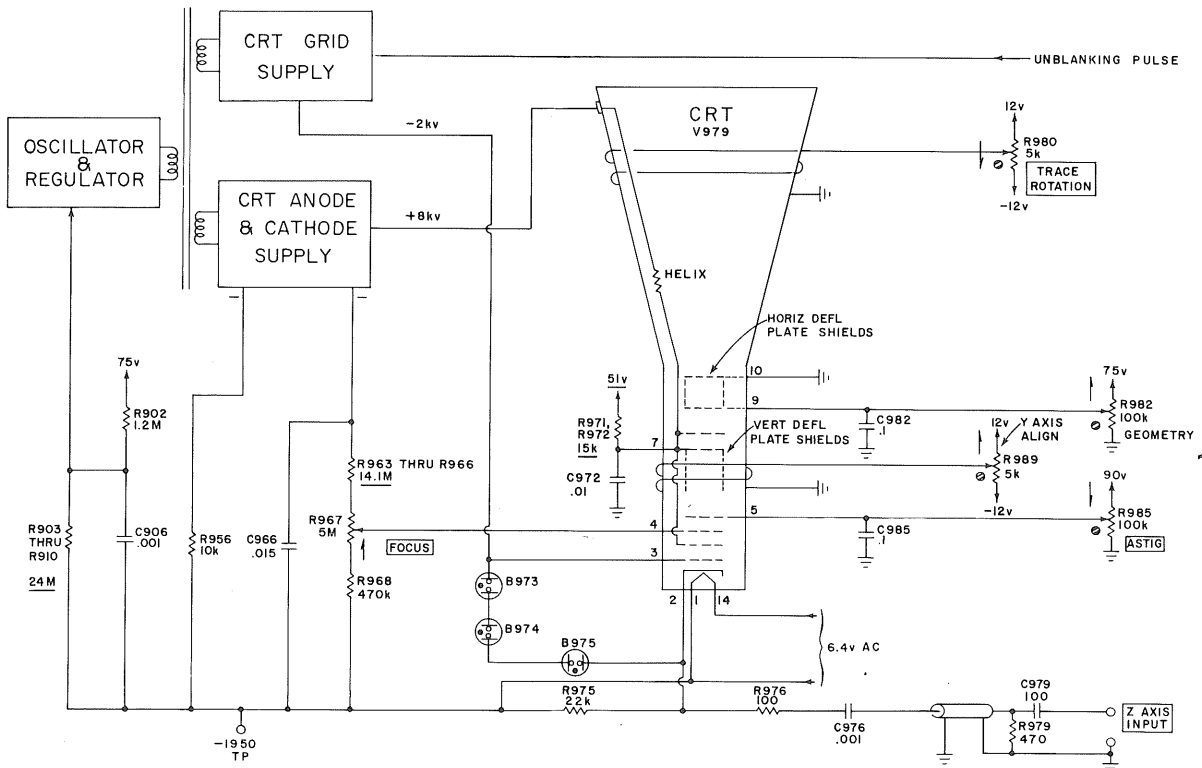 CRT GRID
SUPPLY
UNBLANKING PULSE
CRT
V979
-2kv
12v
R980
5k
TRACE
ROTATION
-12v
OSCILLATOR
&
REGULATOR
CRT ANODE
& CATHODE
SUPPLY
+8kv
HELIX
HORIZ DEFL
PLATE SHIELDS
75v
R902
1.2M
51v
R971,
R972
15k
C972
.01
7
10
9
VERT DEFL
PLATE SHIELDS
C982
.1
12v
Y AXIS
ALIGN
R989
5k
-12v
75v
R982
100k
GEOMETRY
R963 THRU R966
14.1M
90v
R985
100k
ASTIG
5
C985
.1
R903
THRU
R910
24M
C906
.001
R956
10k
C966
.015
R967
5M
FOCUS
4
3
R968
470k
B973
B974
B975
2
1
14
6.4v AC
R975
22k
R976
100
C976
.001
C979
100
R979
470
Z AXIS
INPUT
-1950
TP